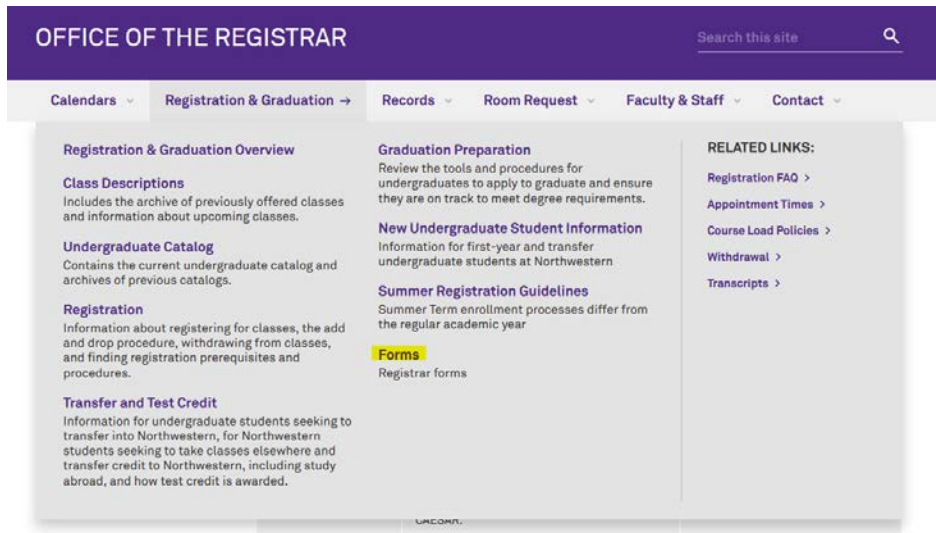 OFFICE OF THE REGISTRAR
Search this site
Calendars
Registration & Graduation →
Records
Room Request
Faculty & Staff
Contact
Registration & Graduation Overview
Class Descriptions
Includes the archive of previously offered classes
and information about upcoming classes.
Undergraduate Catalog
Contains the current undergraduate catalog and
archives of previous catalogs.
Registration
Information about registering for classes, the add
and drop procedure, withdrawing from classes,
and finding registration prerequisites and
procedures.
Transfer and Test Credit
Information for undergraduate students seeking to
transfer into Northwestern, for Northwestern
students seeking to take classes elsewhere and
transfer credit to Northwestern, including study
abroad, and how test credit is awarded.
Graduation Preparation
Review the tools and procedures for
undergraduates to apply to graduate and ensure
they are on track to meet degree requirements.
New Undergraduate Student Information
Information for first-year and transfer
undergraduate students at Northwestern
Summer Registration Guidelines
Summer Term enrollment processes differ from
the regular academic year
Forms
Registrar forms
RELATED LINKS:
Registration FAQ >
Appointment Times >
Course Load Policies >
Withdrawal >
Transcripts >
CAESAR.